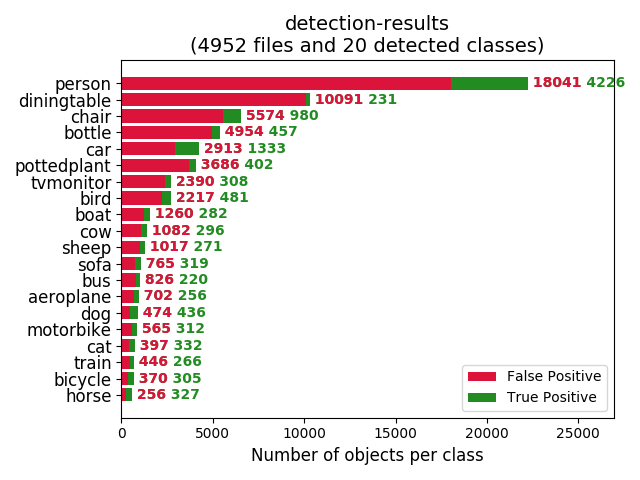 detection-results
(4952 files and 20 detected classes)
person 18041 4226
diningtable 10091 231
chair 5574 980
bottle 4954 457
car 2913 1333
pottedplant 3686 402
tvmonitor 2390 308
bird 2217 481
boat 1260 282
cow 1082 296
sheep 1017 271
sofa 765 319
bus 826 220
aeroplane 702 256
dog 474 436
motorbike 565 312
cat 397 332
train 446 266
bicycle 370 305
horse 256 327
False Positive
True Positive
0 5000 10000 15000 20000 25000
Number of objects per class